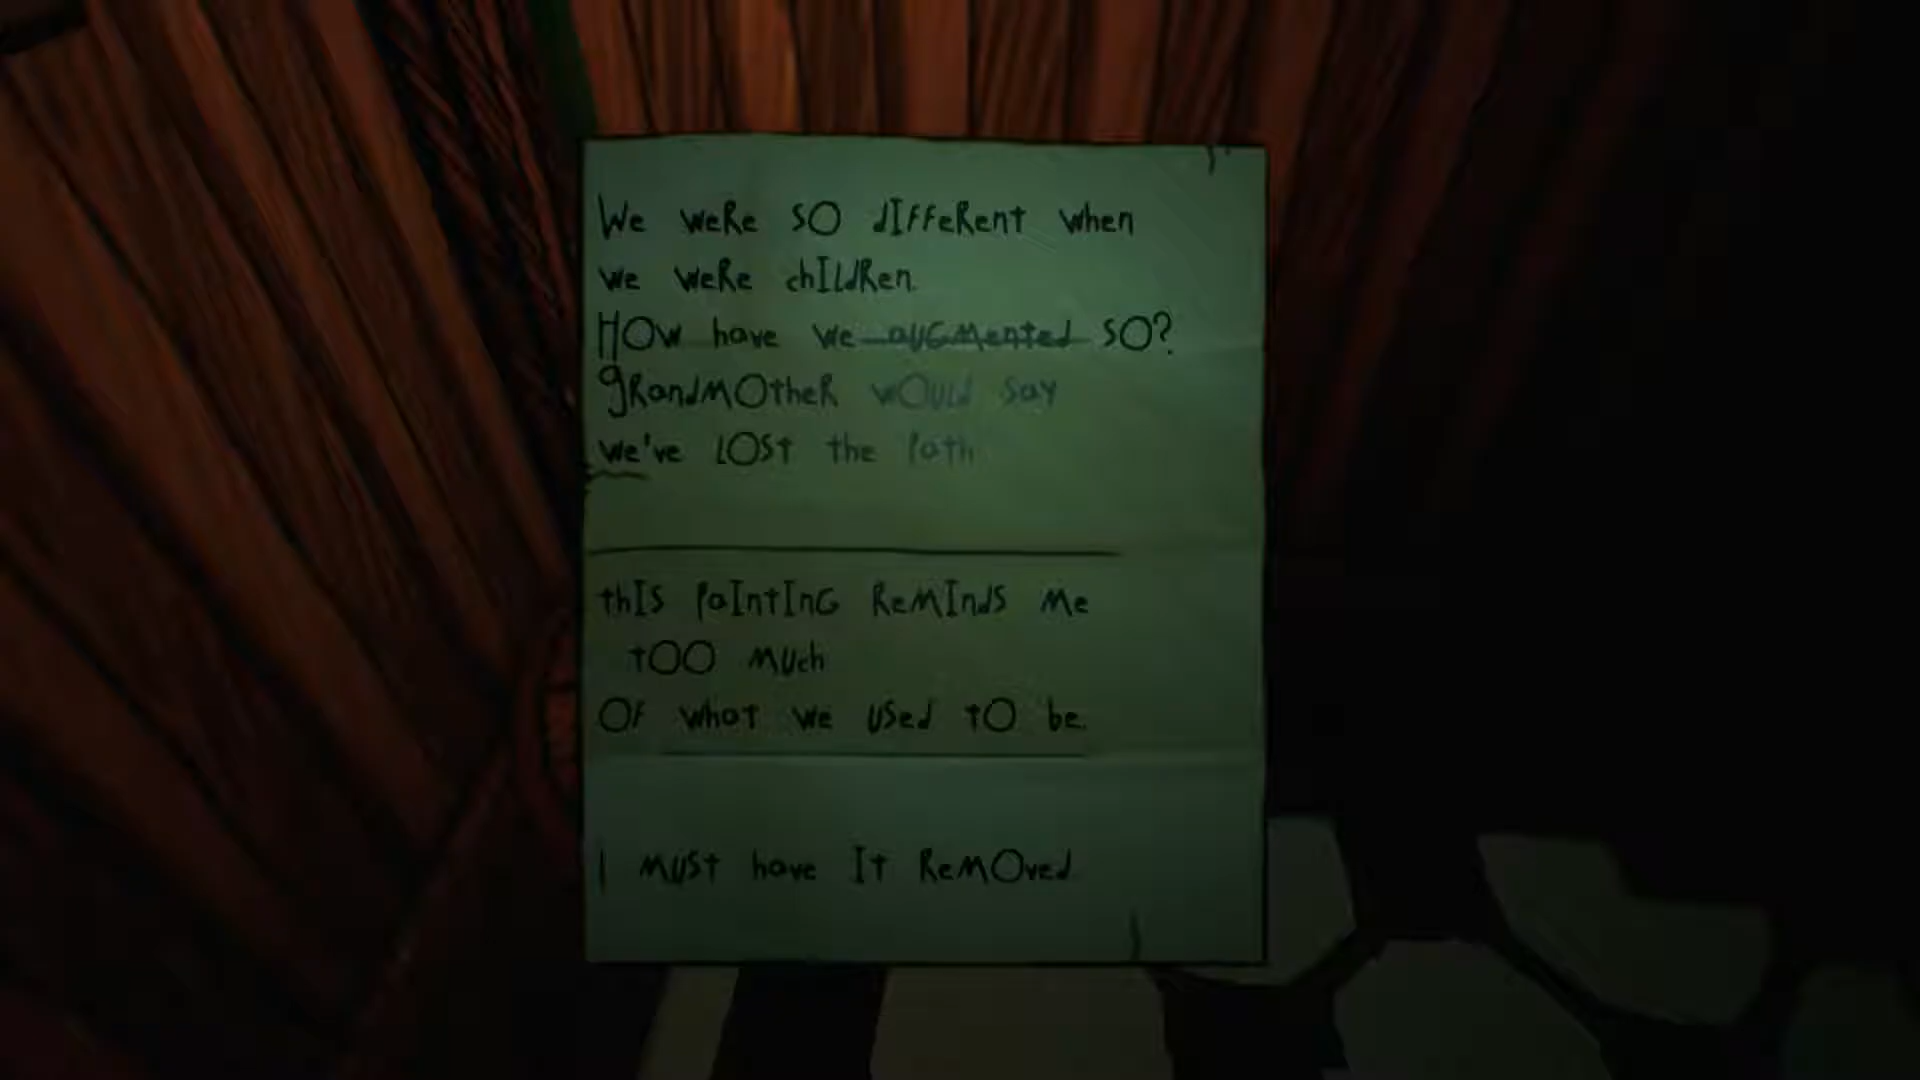 We weRe SO dIffeRent when
we weRe chILdRen.
HOw have we aUGMented SO?
gRandMOtheR wOULd Say
we've LOSt the Path
thIS PaIntIng ReMIndS Me
tOO MUch
Of what we USed tO be.
I MUSt have It ReMOved